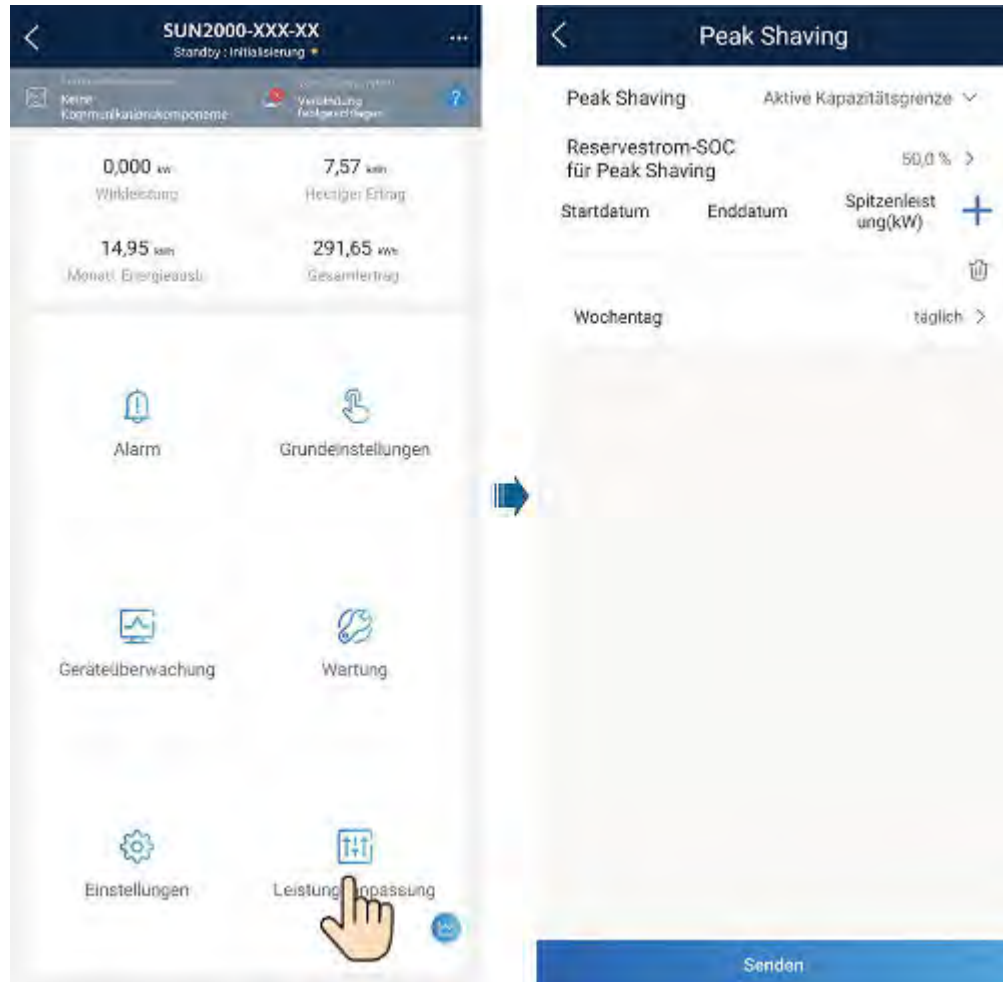 SUN2000-XXX-XX
Standby : Initialisierung
Keine
Kommunikationskomponente
Verbindung
fehlgeschlagen
?
0,000 kW
7,57 kWh
Wirkleistung
Heutiger Ertrag
14,95 kWh
291,65 kWh
Monatl. Energieausb.
Gesamtertrag
Alarm
Grundeinstellungen
Geräteüberwachung
Wartung
Einstellungen
Leistung npassung
Peak Shaving
Peak Shaving
Aktive Kapazitätsgrenze
Reservestrom-SOC
für Peak Shaving
50,0 %
Startdatum
Enddatum
Spitzenleist
ung(kW)
Wochentag
täglich
Senden